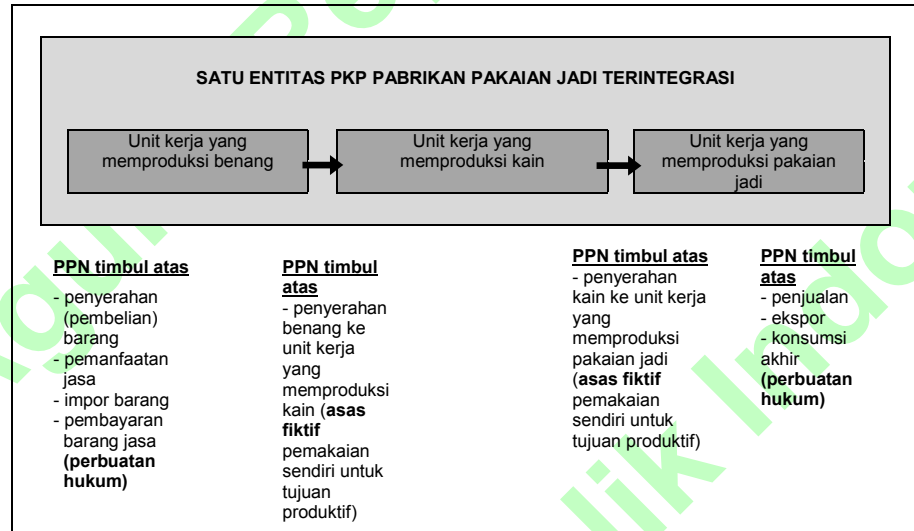 SATU ENTITAS PKP PABRIKAN PAKAIAN JADI TERINTEGRASI
Unit kerja yang
memproduksi benang
Unit kerja yang
memproduksi kain
Unit kerja yang
memproduksi pakaian
jadi
PPN timbul atas
- penyerahan
(pembelian)
barang
- pemanfaatan
jasa
- impor barang
- pembayaran
barang jasa
(perbuatan
hukum)
PPN timbul
atas
- penyerahan
benang ke
unit kerja
yang
memproduksi
kain (asas
fiktif
pemakaian
sendiri untuk
tujuan
produktif)
PPN timbul atas
- penyerahan
kain ke unit kerja
yang
memproduksi
pakaian jadi
(asas fiktif
pemakaian
sendiri untuk
tujuan produktif)
PPN timbul
atas
- penjualan
- ekspor
- konsumsi
akhir
(perbuatan
hukum)